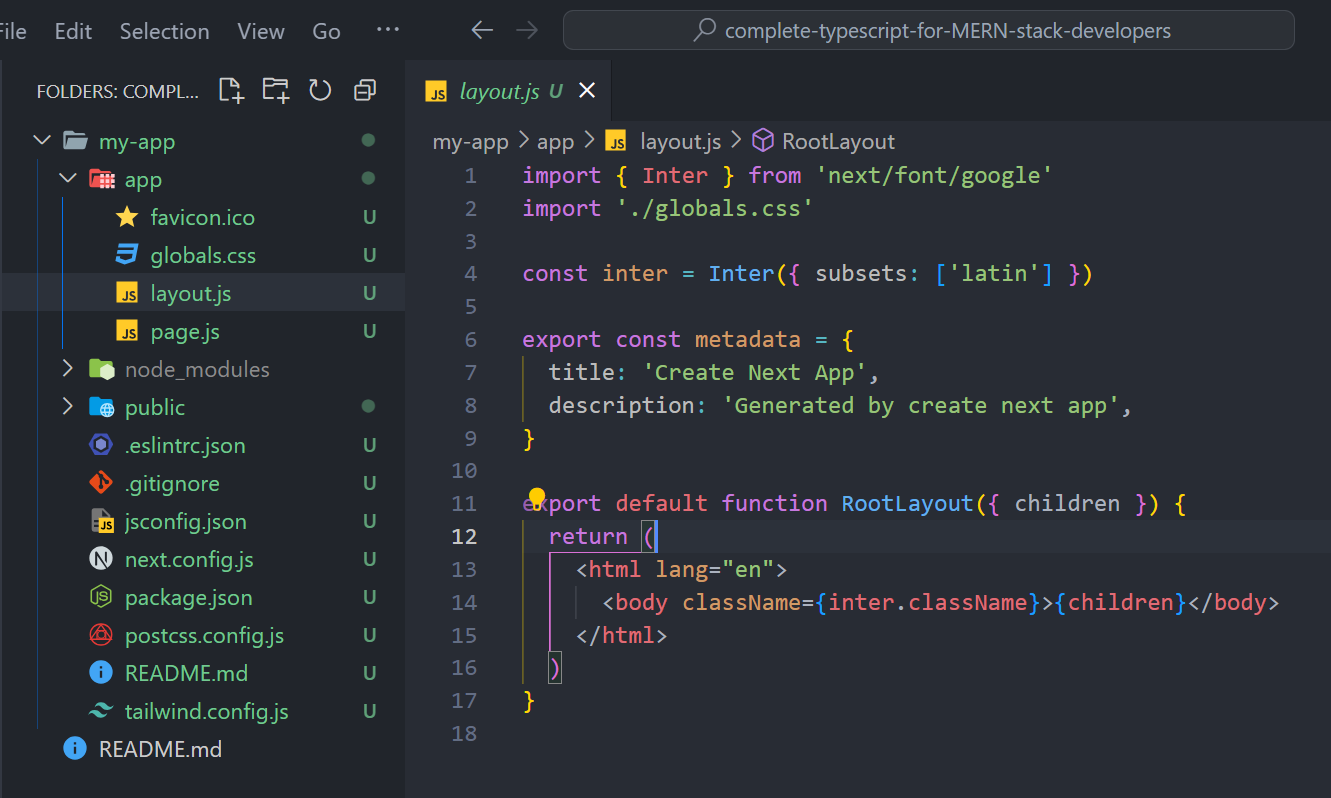 File Edit Selection View Go ··· complete-typescript-for-MERN-stack-developers
FOLDERS: COMPL...
my-app
app
favicon.ico U
globals.css U
layout.js U
page.js U
node_modules
public
.eslintrc.json U
.gitignore U
jsconfig.json U
next.config.js U
package.json U
postcss.config.js U
README.md U
tailwind.config.js U
README.md
JS layout.js U
my-app > app > JS layout.js > RootLayout
1 import { Inter } from 'next/font/google'
2 import './globals.css'
3
4 const inter = Inter({ subsets: ['latin'] })
5
6 export const metadata = {
7   title: 'Create Next App',
8   description: 'Generated by create next app',
9 }
10
11 export default function RootLayout({ children }) {
12   return (
13     <html lang="en">
14       <body className={inter.className}>{children}</body>
15     </html>
16   )
17 }
18